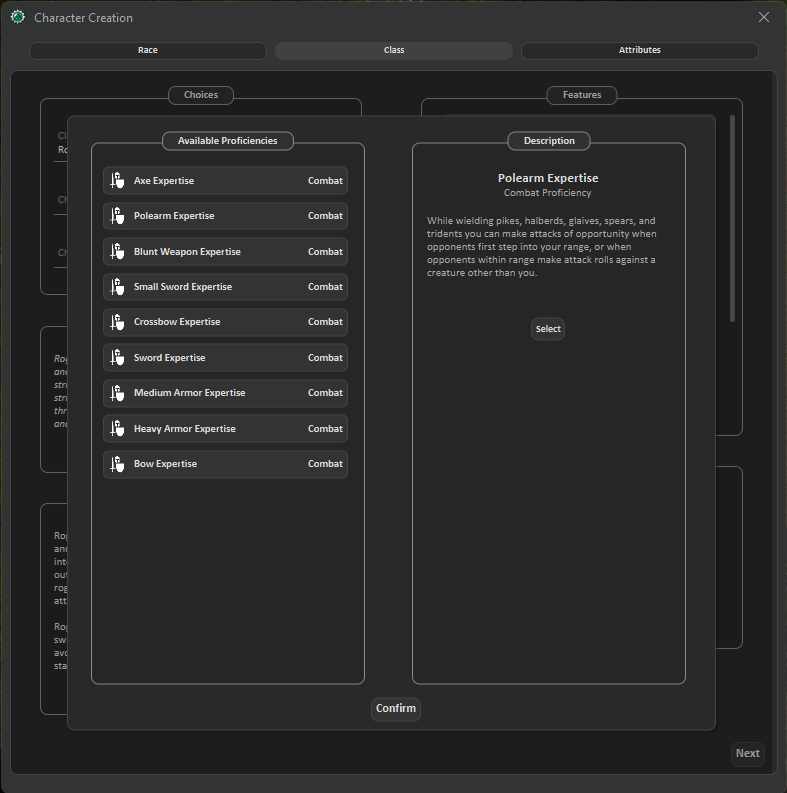 Character Creation
Race
Class
Attributes
Choices
Features
Available Proficiencies
Axe Expertise Combat
Polearm Expertise Combat
Blunt Weapon Expertise Combat
Small Sword Expertise Combat
Crossbow Expertise Combat
Sword Expertise Combat
Medium Armor Expertise Combat
Heavy Armor Expertise Combat
Bow Expertise Combat
Description
Polearm Expertise
Combat Proficiency
While wielding pikes, halberds, glaives, spears, and
tridents you can make attacks of opportunity when
opponents first step into your range, or when
opponents within range make attack rolls against a
creature other than you.
Select
Confirm
Next